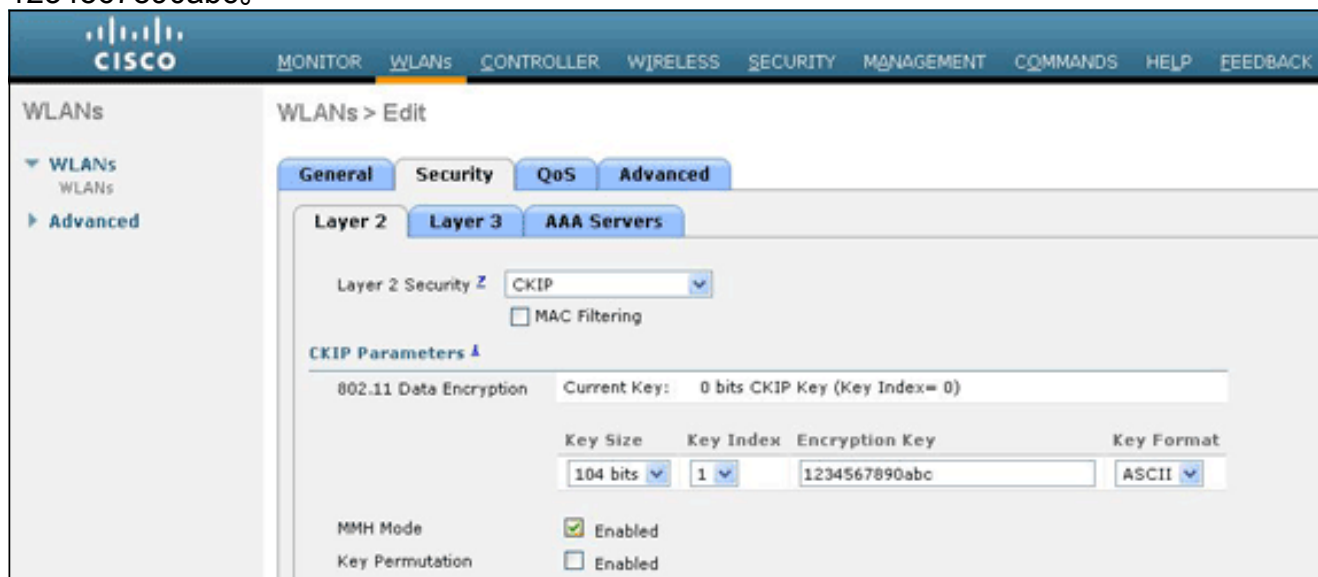 1234567890abc。
CISCO
MONITOR WLANs CONTROLLER WIRELESS SECURITY MANAGEMENT COMMANDS HELP FEEDBACK
WLANs
WLANs > Edit
WLANs
WLANs
Advanced
General Security QoS Advanced
Layer 2 Layer 3 AAA Servers
Layer 2 Security CKIP
MAC Filtering
CKIP Parameters
802.11 Data Encryption Current Key: 0 bits CKIP Key (Key Index= 0)
Key Size Key Index Encryption Key Key Format
104 bits 1 1234567890abc ASCII
MMH Mode Enabled
Key Permutation Enabled